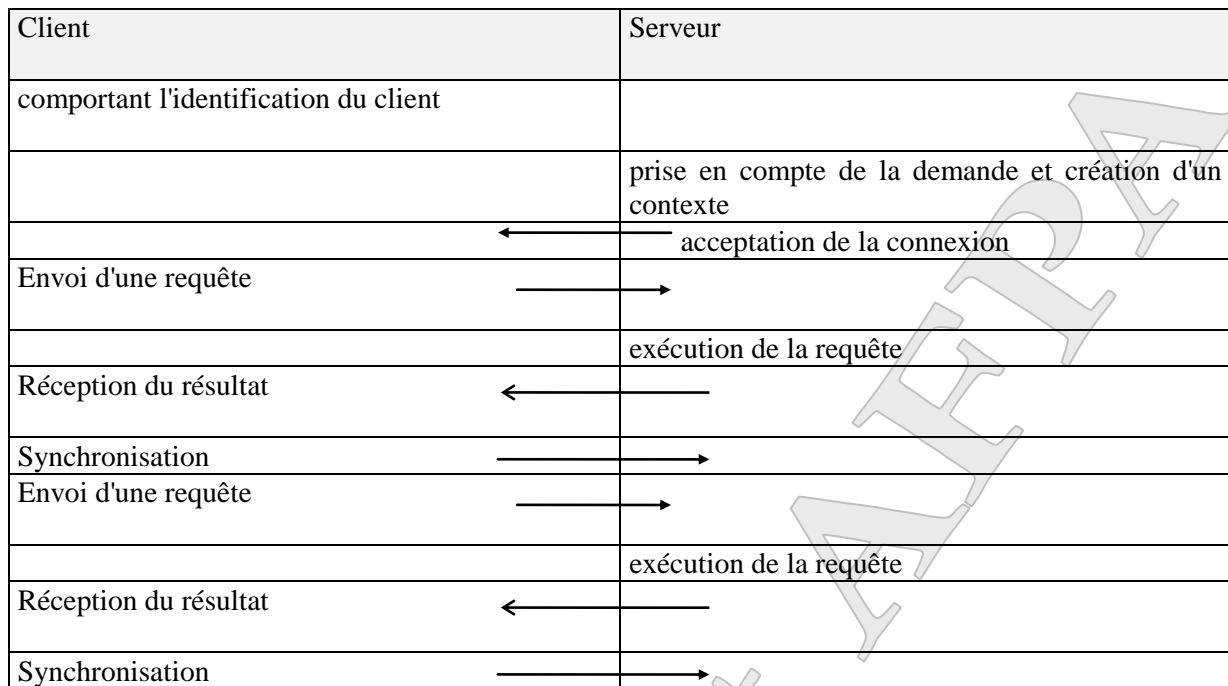 Client
Serveur
comportant l'identification du client
prise en compte de la demande et création d'un
contexte
acceptation de la connexion
Envoi d'une requête
exécution de la requête
Réception du résultat
Synchronisation
Envoi d'une requête
exécution de la requête
Réception du résultat
Synchronisation
AFPA